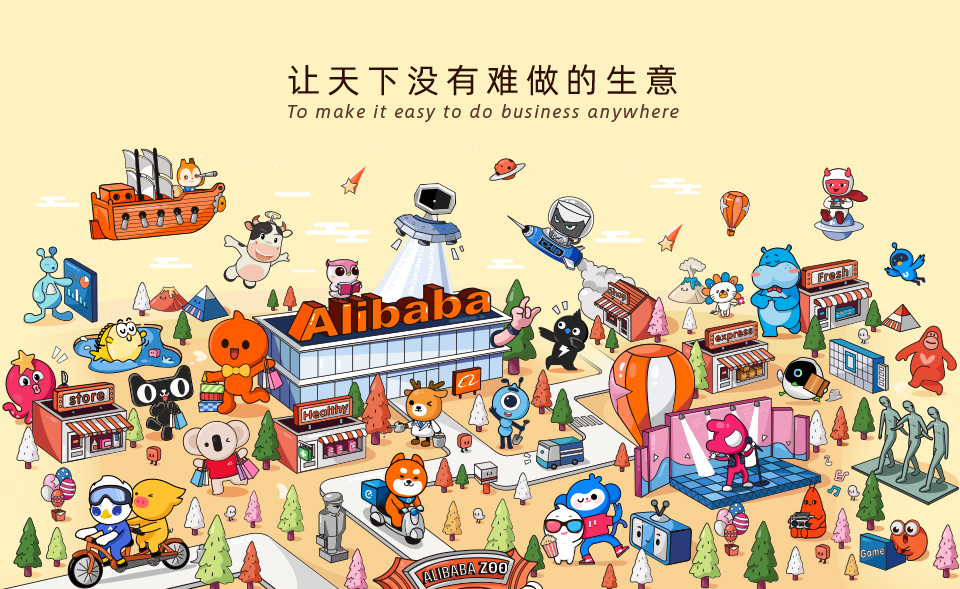 让天下没有难做的生意
To make it easy to do business anywhere
Fresh
Alibaba
express
store
Healthy
Game
ALIBABA ZOO